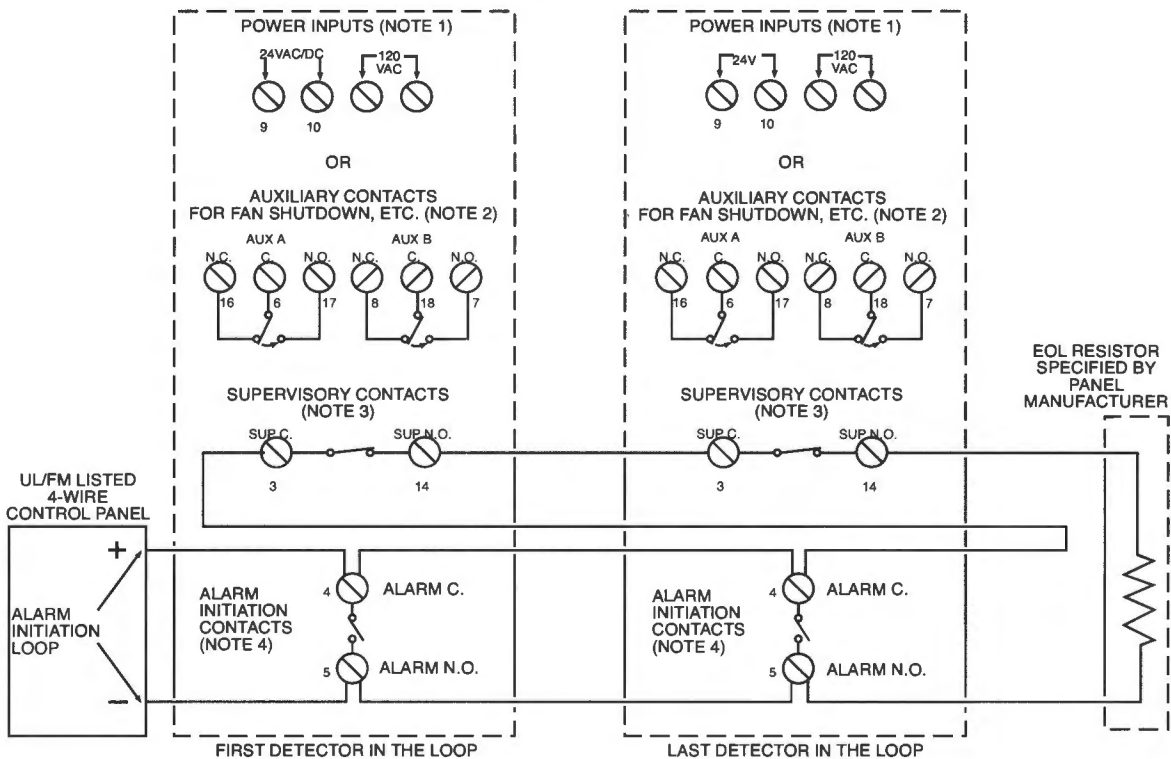 POWER INPUTS (NOTE 1)
24VAC/DC
120
VAC
9
10
OR
AUXILIARY CONTACTS
FOR FAN SHUTDOWN, ETC. (NOTE 2)
AUX A
AUX B
N.C.
C.
N.O.
N.C.
C.
N.O.
16
6
17
8
18
7
SUPERVISORY CONTACTS
(NOTE 3)
SUP C.
SUP N.O.
3
14
POWER INPUTS (NOTE 1)
24V
120
VAC
9
10
OR
AUXILIARY CONTACTS
FOR FAN SHUTDOWN, ETC. (NOTE 2)
AUX A
AUX B
N.C.
C.
N.O.
N.C.
C.
N.O.
16
6
17
8
18
7
SUPERVISORY CONTACTS
(NOTE 3)
SUP C.
SUP N.O.
3
14
EOL RESISTOR
SPECIFIED BY
PANEL
MANUFACTURER
UL/FM LISTED
4-WIRE
CONTROL PANEL
+
ALARM
INITIATION
LOOP
–
ALARM
INITIATION
CONTACTS
(NOTE 4)
4
ALARM C.
5
ALARM N.O.
ALARM
INITIATION
CONTACTS
(NOTE 4)
4
ALARM C.
5
ALARM N.O.
FIRST DETECTOR IN THE LOOP
LAST DETECTOR IN THE LOOP